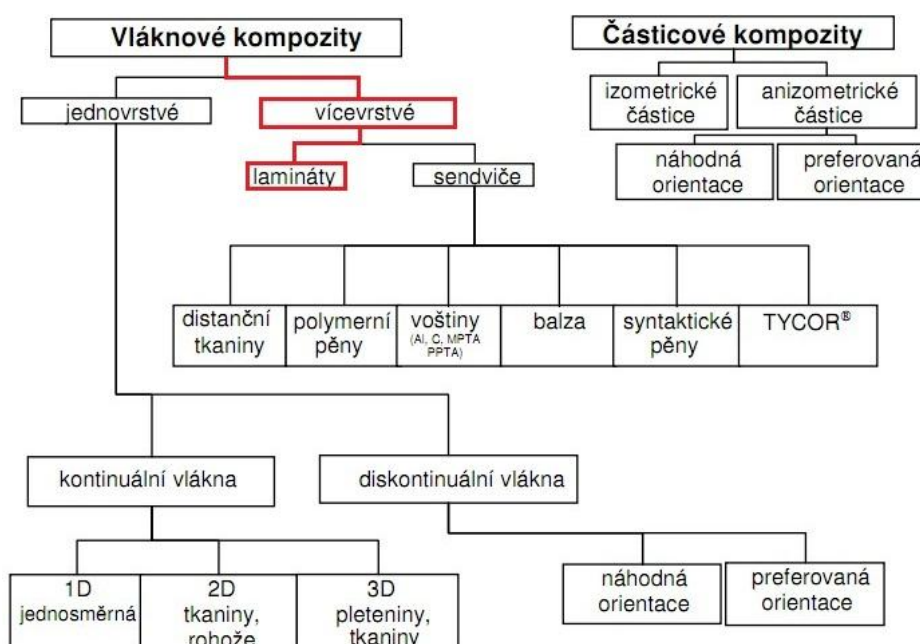 Vláknové kompozity
Částicové kompozity
jednovrstvé
vícevrstvé
izometrické
částice
anizometrické
částice
lamináty
sendviče
náhodná
orientace
preferovaná
orientace
distanční
tkaniny
polymerní
pěny
voštiny
(Al, C, MPTA
PPTA)
balza
syntaktické
pěny
TYCOR®
kontinuální vlákna
diskontinuální vlákna
1D
jednosměrná
2D
tkaniny,
rohože
3D
pleteniny,
tkaniny
náhodná
orientace
preferovaná
orientace